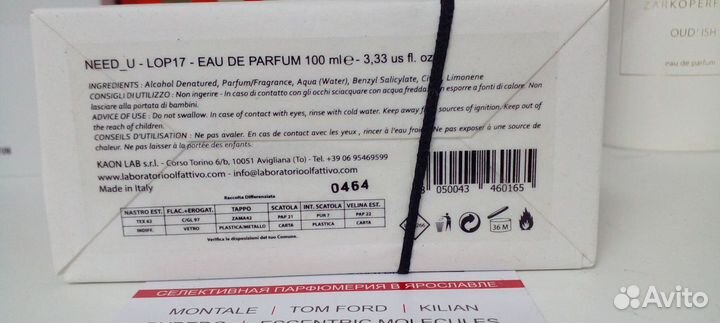 ZARKOPERF
OUD'ISH
eau de parfum
NEED_U - LOP17 - EAU DE PARFUM 100 ml℮ - 3,33 us fl. oz
INGREDIENTS: Alcohol Denatured, Parfum/Fragrance, Aqua (Water), Benzyl Salicylate, Limonene
CONSIGLI DI UTILIZZO : Non ingerire - In caso di contatto con gli occhi sciacquare con acqua fredda. esporre a fonti di calore. Non
lasciare alla portata di bambini.
ADVICE OF USE : Do not swallow. In case of contact with eyes, rinse with cold water. Keep away sources of ignition. Keep out of
the reach of children.
CONSEILS D'UTILISATION : Ne pas avaler. En cas de contact avec les yeux , rincer à l'eau Ne pas exposer à une source de
chaleur. Ne pas laisser à la portée des enfants.
KAON LAB s.r.l. - Corso Torino 6/b, 10051 Avigliana (To) - Tel. +39 06 95469599
www.laboratorioolfattivo.com - info@laboratorioolfattivo.com
Made in Italy
0464
050043 460165
Raccolta Differenziata
NASTRO EST. FLAC.+EROGAT. TAPPO SCATOLA INT. SCATOLA VELINA EST.
TEX 63 C/GL 97 ZAMA42 PAP 21 PUR 7 PAP 22
INDIFF. VETRO PLASTICA/METALLO CARTA PLASTICA CARTA
Verifica le disposizioni del tuo Comune.
36 M
СЕЛЕКТИВНАЯ ПАРФЮМЕРИЯ В ЯРОСЛАВЛЕ
MONTALE | TOM FORD | KILIAN
BYREDO | ESCENTRIC MOLECULES
Avito